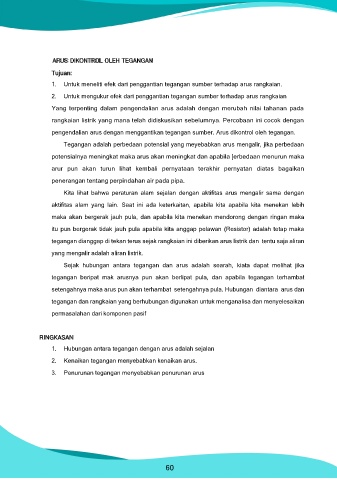 ARUS DIKONTROL OLEH TEGANGAN
Tujuan:
1. Untuk meneliti efek dari penggantian tegangan sumber terhadap arus rangkaian.
2. Untuk mengukur efek dari penggantian tegangan sumber terhadap arus rangkaian
Yang terpenting dalam pengendalian arus adalah dengan merubah nilai tahanan pada
rangkaian listrik yang mana telah didiskusikan sebelumnya. Percobaan ini cocok dengan
pengendalian arus dengan menggantikan tegangan sumber. Arus dikontrol oleh tegangan.
Tegangan adalah perbedaan potensial yang meyebabkan arus mengalir, jika perbedaan
potensialnya meningkat maka arus akan meningkat dan apabila perbedaan menurun maka
arur pun akan turun lihat kembali pernyataan terakhir pernyatan diatas bagaikan
penerangan tentang perpindahan air pada pipa.
Kita lihat bahwa peraturan alam sejalan dengan aktifitas arus mengalir sama dengan
aktifitas alam yang lain. Saat ini ada keterkaitan, apabila kita apabila kita menekan lebih
maka akan bergerak jauh pula, dan apabila kita menekan mendorong dengan ringan maka
itu pun bergerak tidak jauh pula apabila kita anggap pelawan (Resistor) adalah tetap maka
tegangan dianggep di tekan terus sejak rangkaian ini diberikan arus listrik dan tentu saja aliran
yang mengalir adalah aliran listrik.
Sejak hubungan antara tegangan dan arus adalah searah, kiata dapat melihat jika
tegangan beripat mak arusnya pun akan berlipat pula, dan apabila tegangan terhambat
setengahnya maka arus pun akan terhambat setengahnya pula. Hubungan diantara arus dan
tegangan dan rangkaian yang berhubungan digunakan untuk menganalisa dan menyelesaikan
permasalahan dari komponen pasif
RINGKASAN
1. Hubungan antara tegangan dengan arus adalah sejalan
2. Kenaikan tegangan menyebabkan kenaikan arus.
3. Penurunan tegangan menyebabkan penurunan arus
60